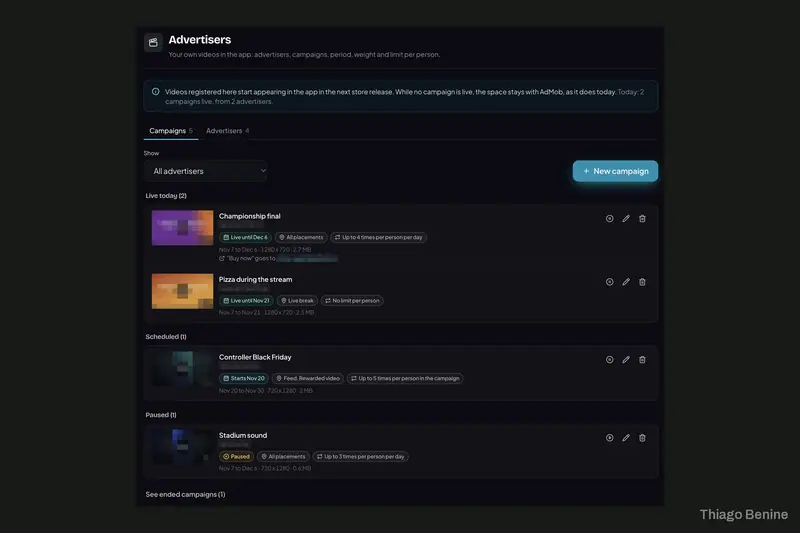 Advertisers
Your own videos in the app: advertisers, campaigns, period, weight and limit per person.
Videos registered here start appearing in the app in the next store release. While no campaign is live, the space stays with AdMob, as it does today. Today: 2
campaigns live, from 2 advertisers.
Campaigns 5 Advertisers 4
Show
All advertisers
+ New campaign
Live today (2)
Championship final
Live until Dec 6 All placements Up to 4 times per person per day
Nov 7 to Dec 6 · 1280 x 720 · 2.7 MB
"Buy now" goes to
Pizza during the stream
Live until Nov 21 Live break No limit per person
Nov 7 to Nov 21 · 1280 x 720 · 2.3 MB
Scheduled (1)
Controller Black Friday
Starts Nov 20 Feed, Rewarded video Up to 5 times per person in the campaign
Nov 20 to Nov 30 · 720 x 1280 · 2 MB
Paused (1)
Stadium sound
Paused All placements Up to 3 times per person per day
Nov 7 to Dec 6 · 720 x 1280 · 0.6 MB
See ended campaigns (1)
Thiago Benine